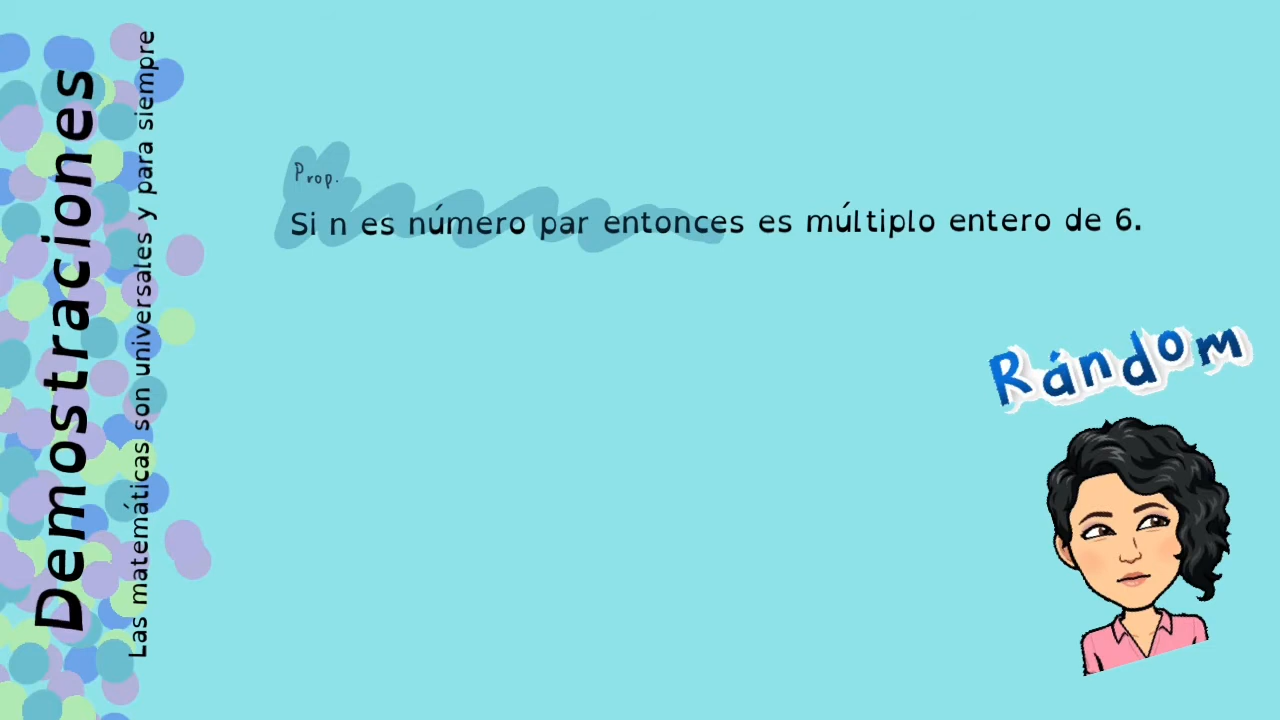 Demostraciones
Las matemáticas son universales y para siempre
Prop.
Si n es número par entonces es múltiplo entero de 6.
Rándom